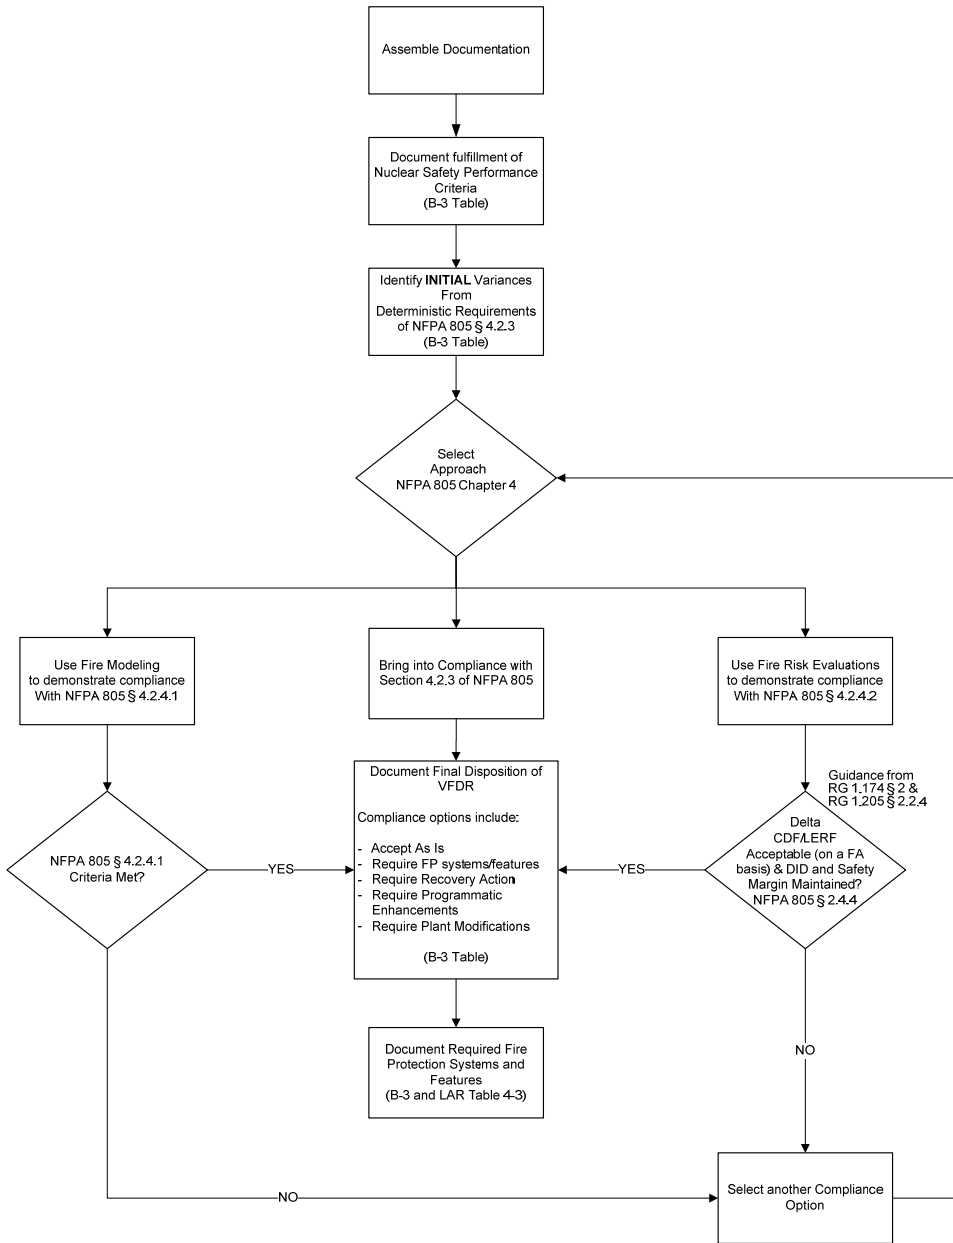 Assemble Documentation
Document fulfillment of
Nuclear Safety Performance
Criteria
(B-3 Table)
Identify INITIAL Variances
From
Deterministic Requirements
of NFPA 805 § 4.2.3
(B-3 Table)
Select
Approach
NFPA 805 Chapter 4
Use Fire Modeling
to demonstrate compliance
With NFPA 805 § 4.2.4.1
Bring into Compliance with
Section 4.2.3 of NFPA 805
Use Fire Risk Evaluations
to demonstrate compliance
With NFPA 805 § 4.2.4.2
NFPA 805 § 4.2.4.1
Criteria Met?
YES
Document Final Disposition of
VFDR
Compliance options include:
- Accept As Is
- Require FP systems/features
- Require Recovery Action
- Require Programmatic
Enhancements
- Require Plant Modifications
(B-3 Table)
YES
Guidance from
RG 1.174 § 2 &
RG 1.205 § 2.2.4
Delta
CDF/LERF
Acceptable (on a FA
basis) & DID and Safety
Margin Maintained?
NFPA 805 § 2.4.4
Document Required Fire
Protection Systems and
Features
(B-3 and LAR Table 4-3)
NO
NO
Select another Compliance
Option